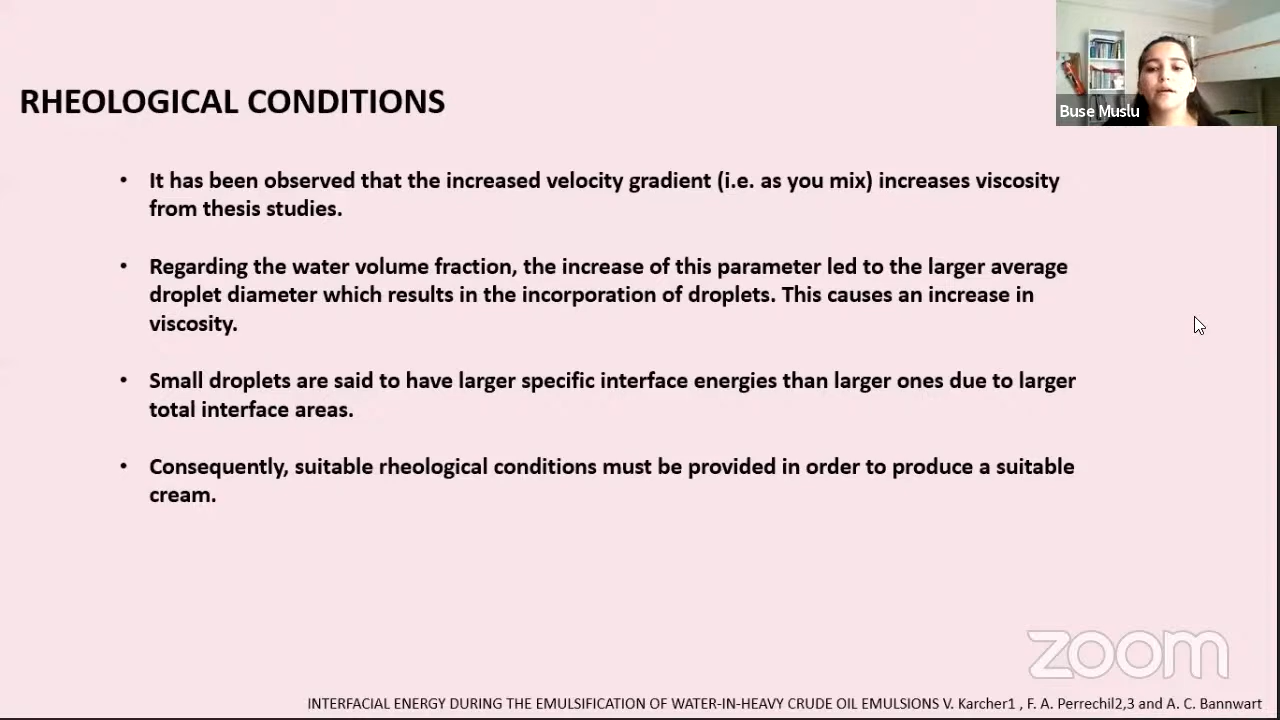 Buse Muslu
RHEOLOGICAL CONDITIONS
• It has been observed that the increased velocity gradient (i.e. as you mix) increases viscosity
from thesis studies.
• Regarding the water volume fraction, the increase of this parameter led to the larger average
droplet diameter which results in the incorporation of droplets. This causes an increase in
viscosity.
• Small droplets are said to have larger specific interface energies than larger ones due to larger
total interface areas.
• Consequently, suitable rheological conditions must be provided in order to produce a suitable
cream.
zoom
INTERFACIAL ENERGY DURING THE EMULSIFICATION OF WATER-IN-HEAVY CRUDE OIL EMULSIONS V. Karcher1 , F. A. Perrechil2,3 and A. C. Bannwart